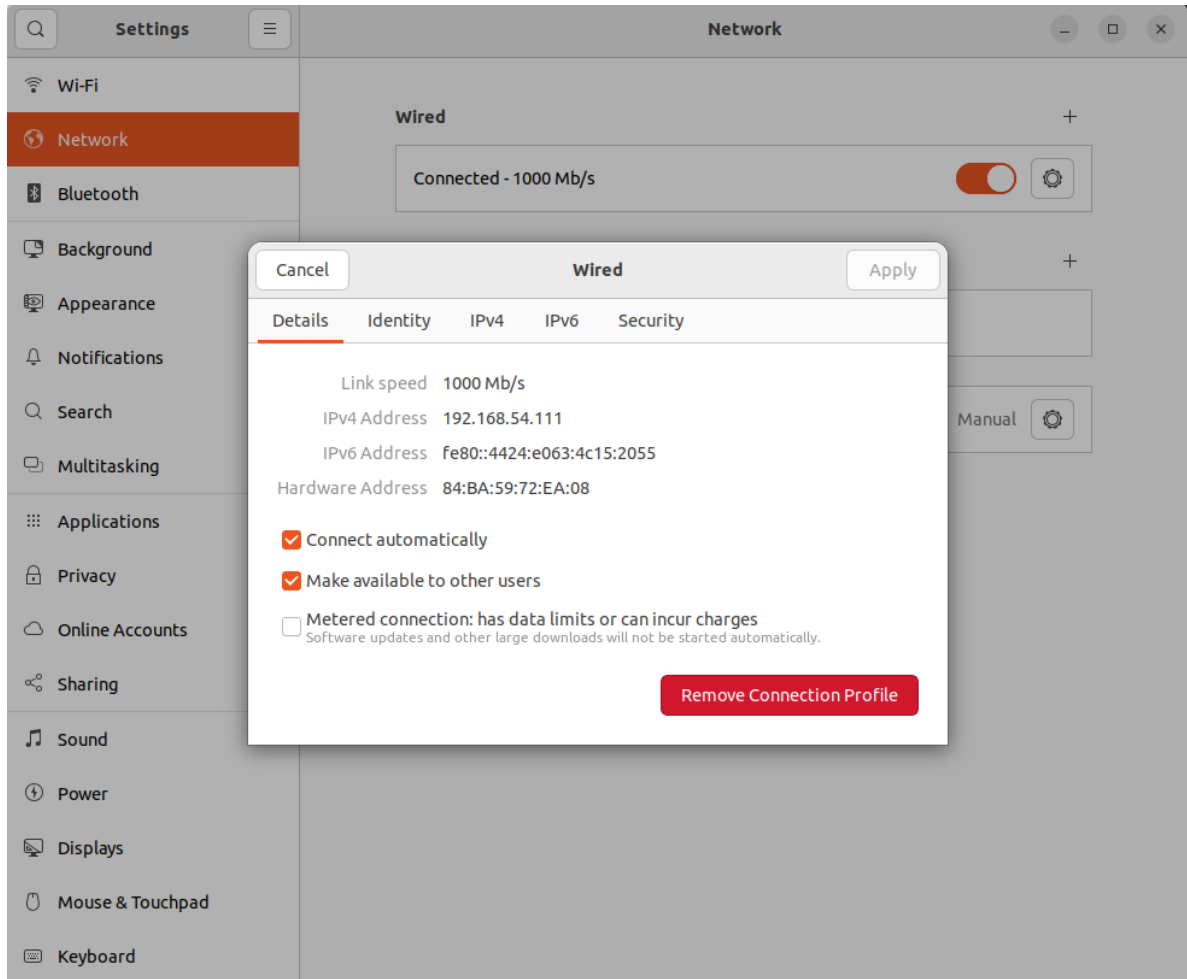 Settings
Network
Wi-Fi
Network
Bluetooth
Background
Appearance
Notifications
Search
Multitasking
Applications
Privacy
Online Accounts
Sharing
Sound
Power
Displays
Mouse & Touchpad
Keyboard
Wired
Connected - 1000 Mb/s
Manual
Cancel
Wired
Apply
Details Identity IPv4 IPv6 Security
Link speed 1000 Mb/s
IPv4 Address 192.168.54.111
IPv6 Address fe80::4424:e063:4c15:2055
Hardware Address 84:BA:59:72:EA:08
Connect automatically
Make available to other users
Metered connection: has data limits or can incur charges
Software updates and other large downloads will not be started automatically.
Remove Connection Profile